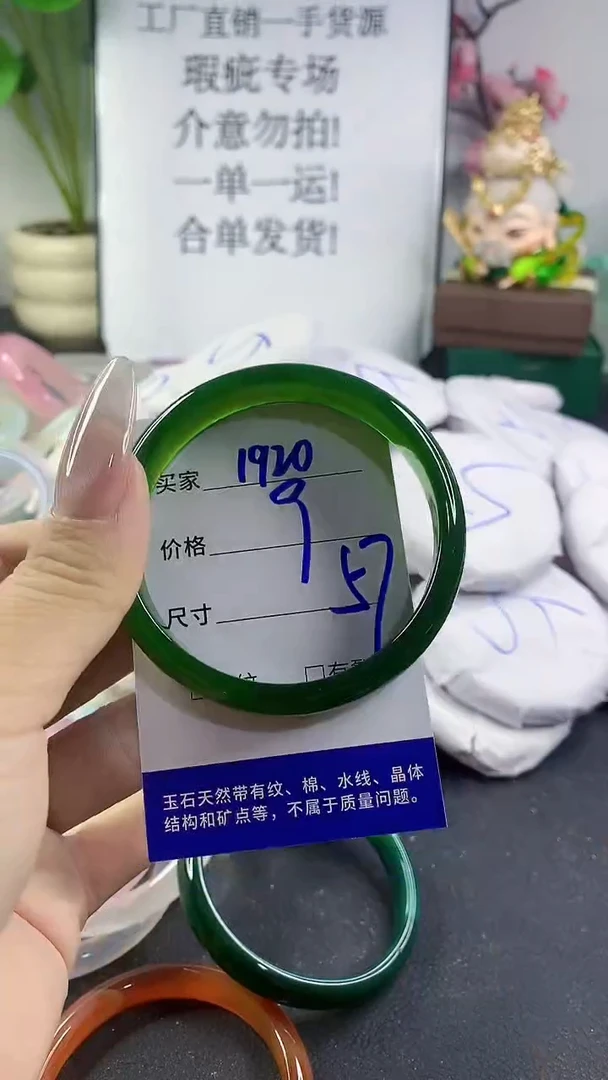 工厂直销一手货源
瑕疵专场
介意勿拍!
一单一运!
合单发货!
买家 1920
价格 9
尺寸 57
纹 □有
玉石天然带有纹、棉、水线、晶体
结构和矿点等，不属于质量问题。